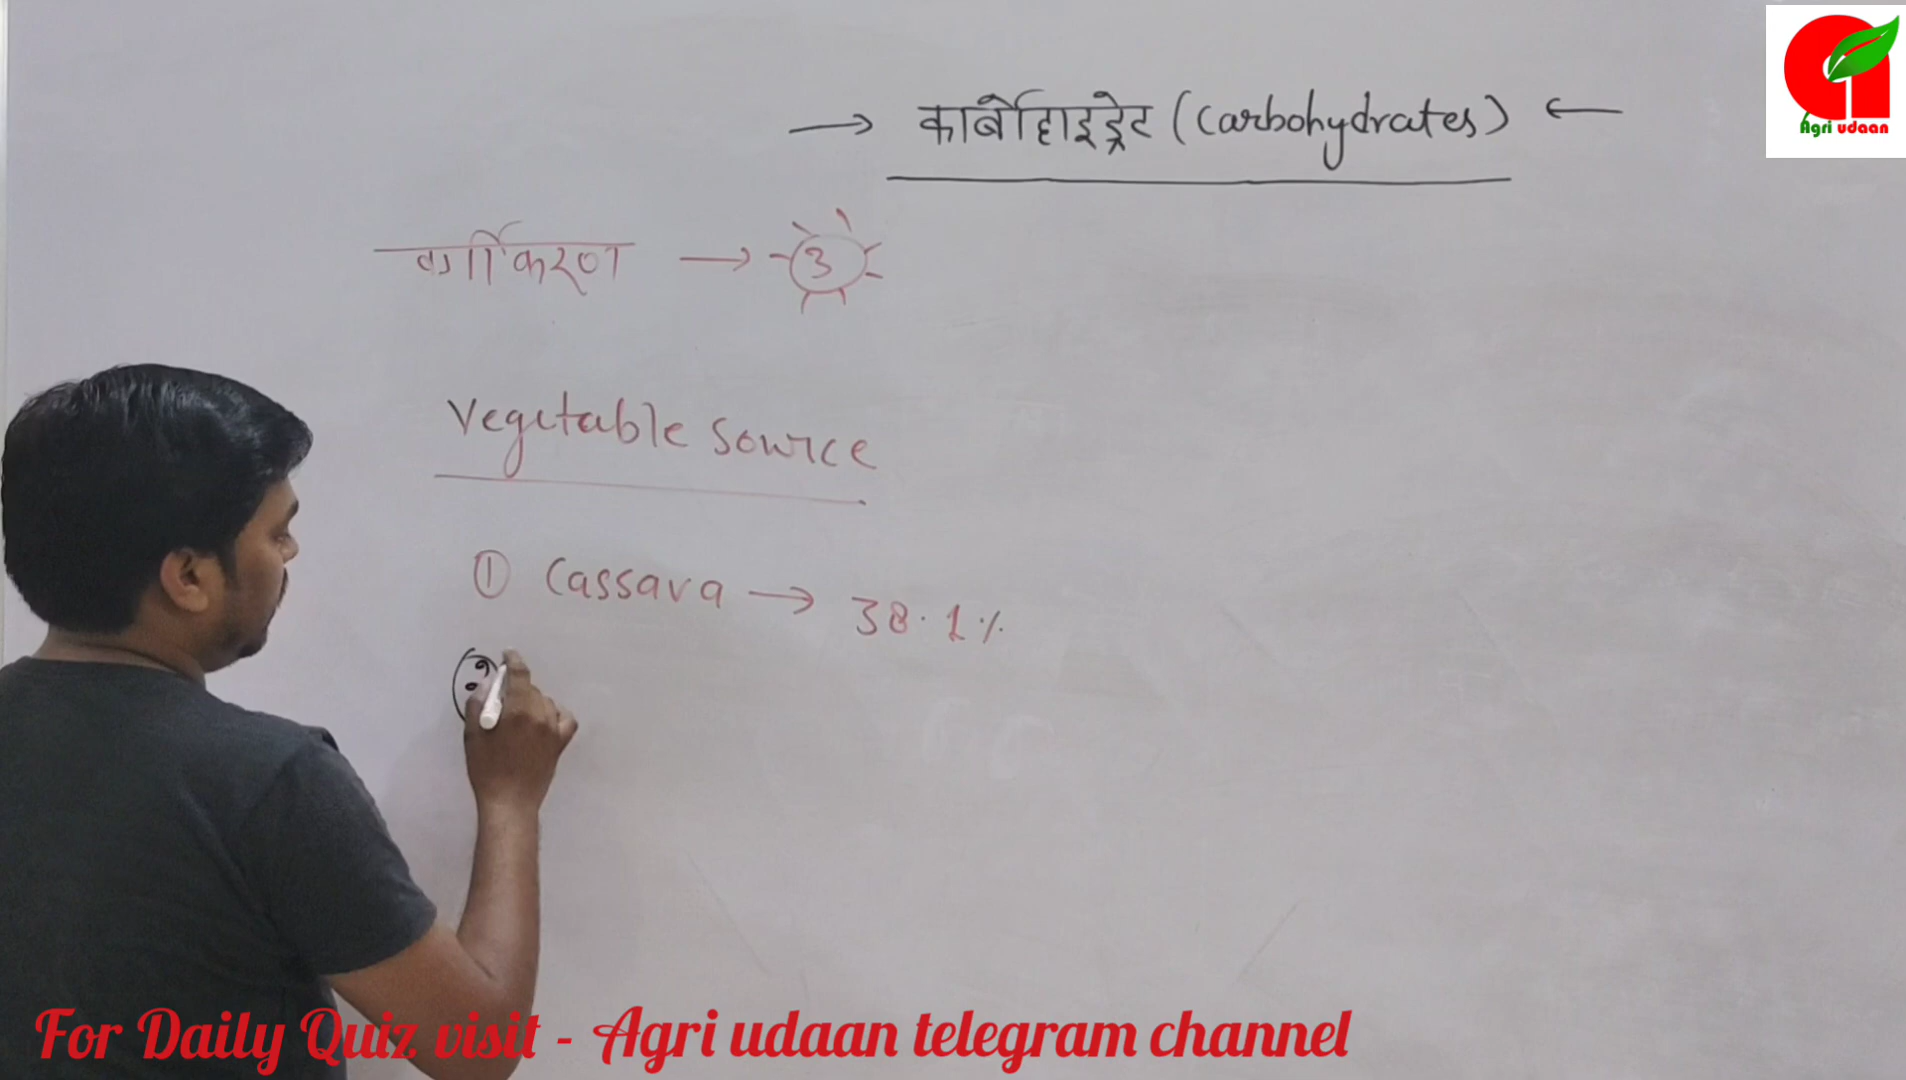 → कार्बोहाइड्रेट (Carbohydrates) ←
Agri udaan
वर्गीकरण → 3
Vegetable Source
① Cassava → 38.1%
For Daily Quiz visit - Agri udaan telegram channel